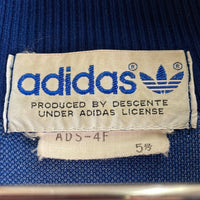 adidas
PRODUCED BY DESCENTE
UNDER ADIDAS LICENSE
ADS-4F 5号